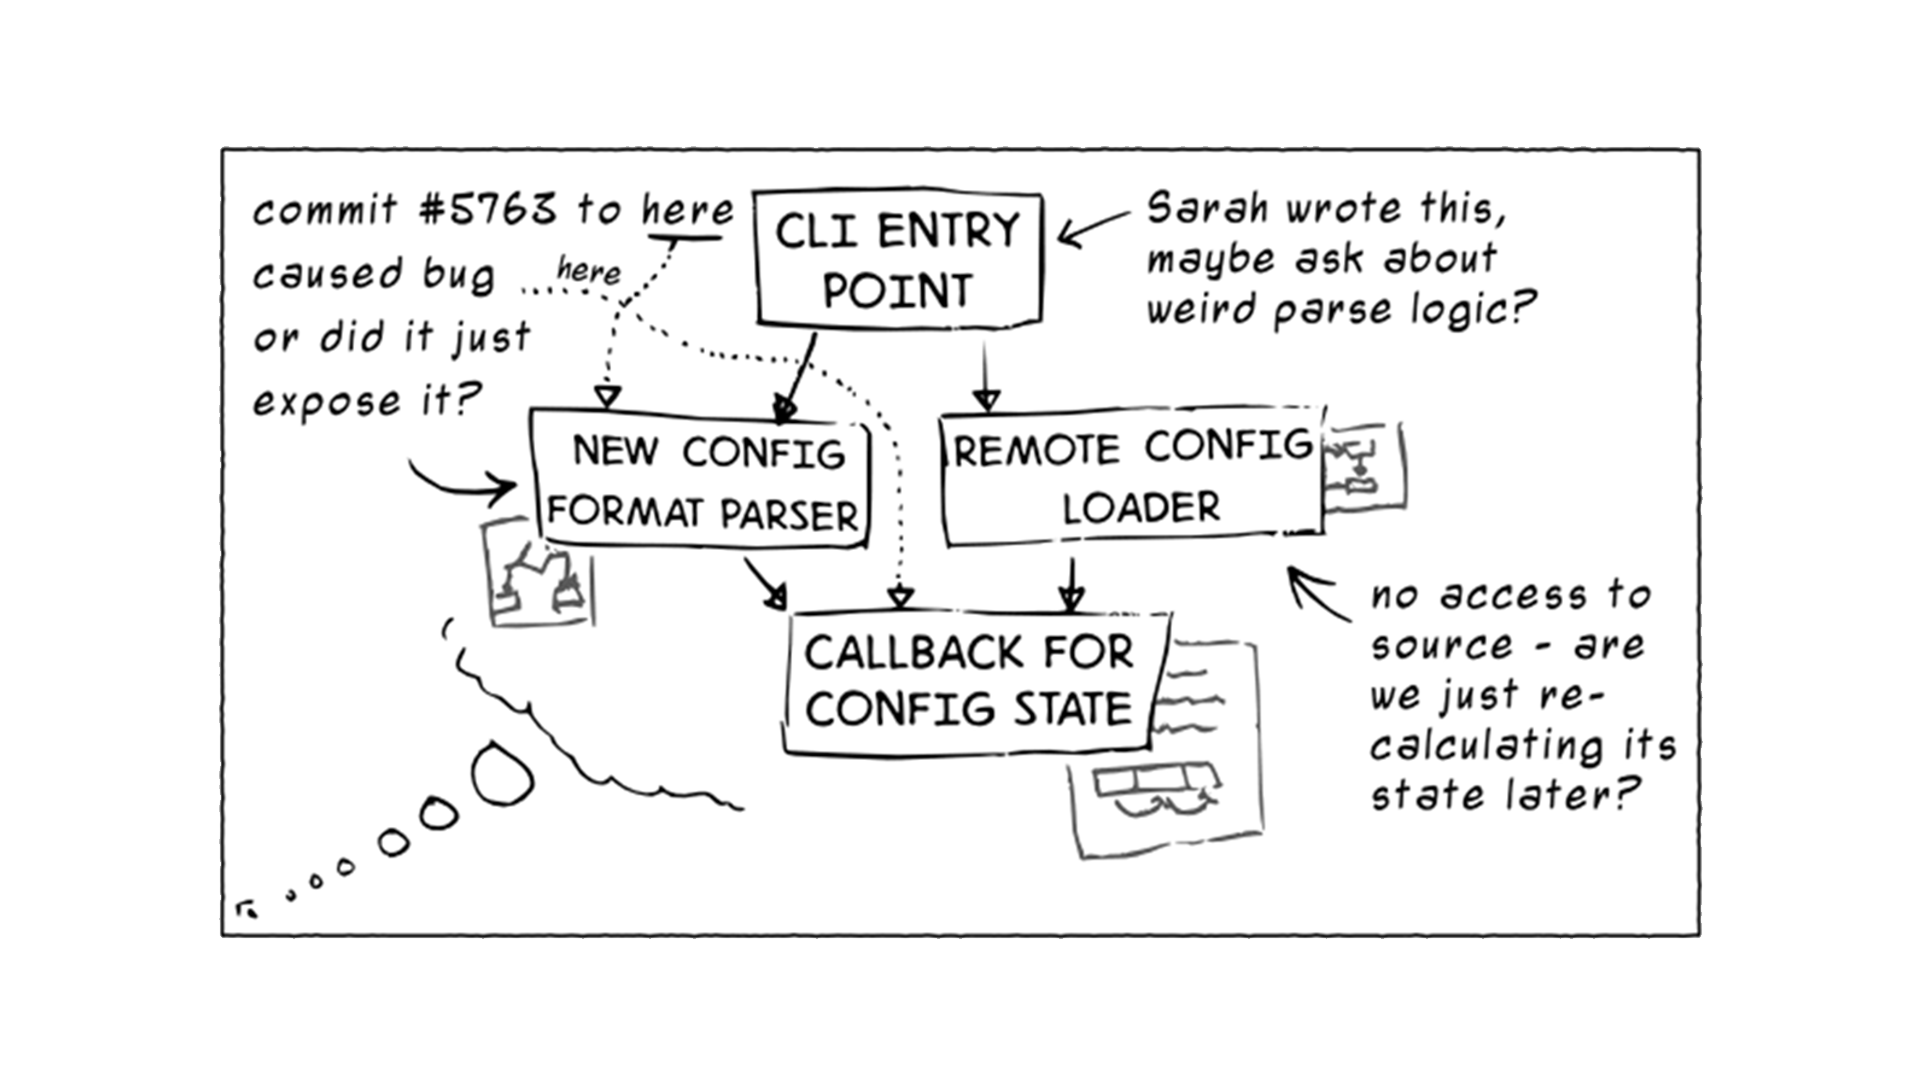 commit #5763 to here
caused bug here
or did it just
expose it?
CLI ENTRY
POINT
Sarah wrote this,
maybe ask about
weird parse logic?
NEW CONFIG
FORMAT PARSER
REMOTE CONFIG
LOADER
CALLBACK FOR
CONFIG STATE
no access to
source - are
we just re-
calculating its
state later?